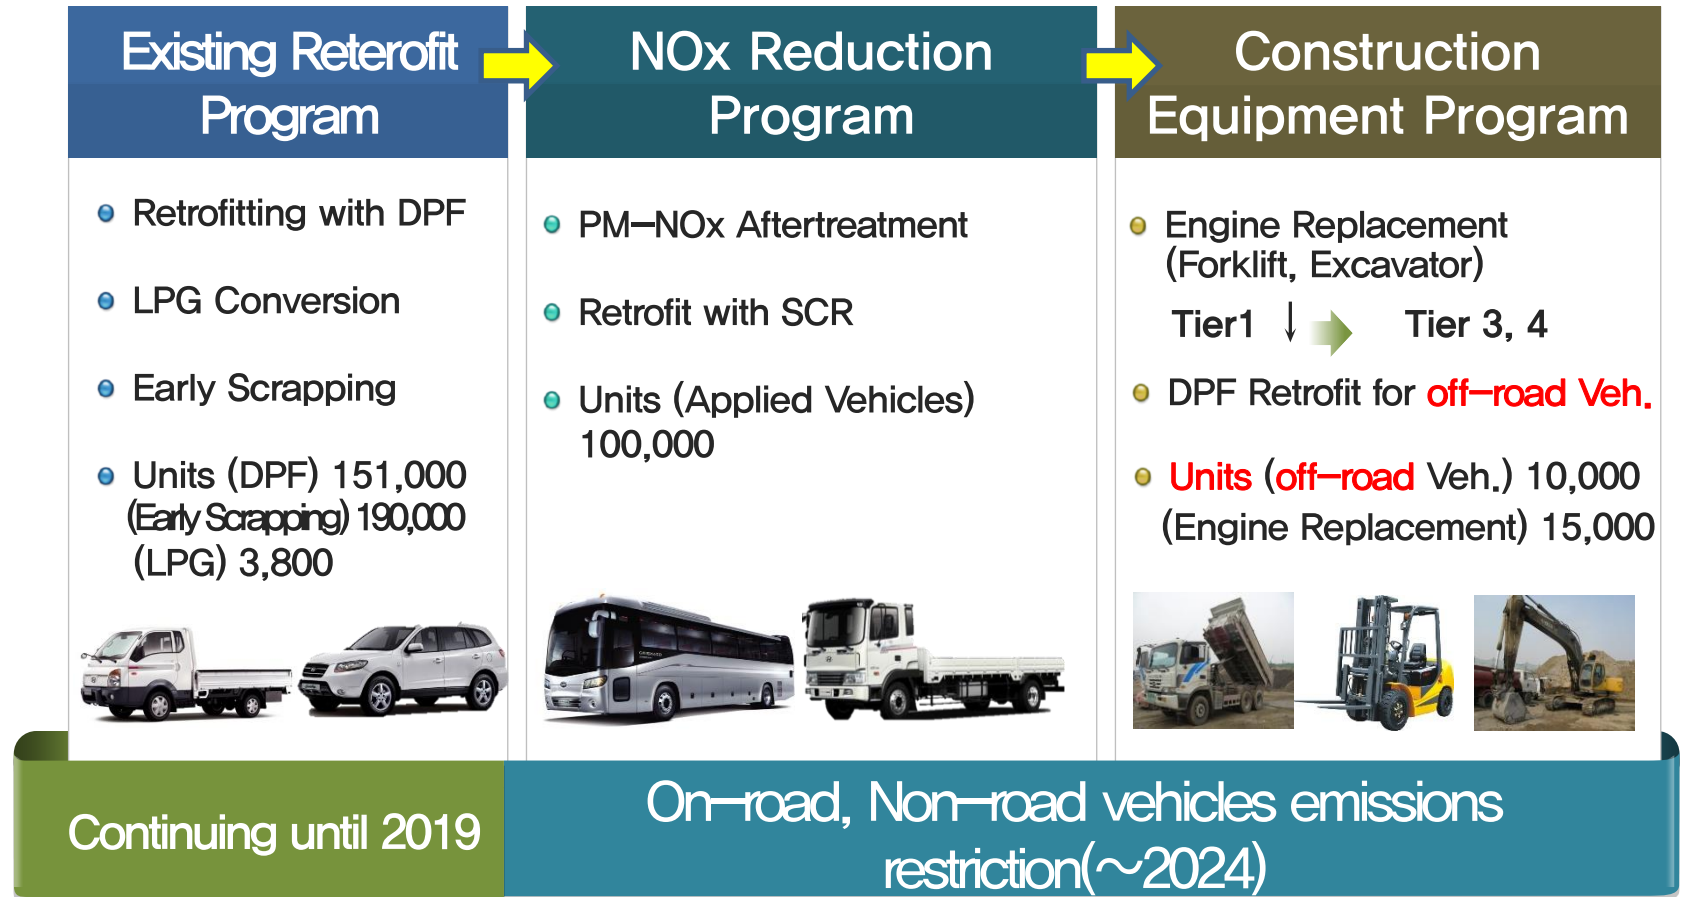 Existing Reterofit
Program
NOx Reduction
Program
Construction
Equipment Program
Retrofitting with DPF
LPG Conversion
Early Scrapping
Units (DPF) 151,000
(Early Scrapping) 190,000
(LPG) 3,800
PM-NOx Aftertreatment
Retrofit with SCR
Units (Applied Vehicles)
100,000
Engine Replacement
(Forklift, Excavator)
Tier1 ↓ Tier 3, 4
DPF Retrofit for off-road Veh.
Units (off-road Veh.) 10,000
(Engine Replacement) 15,000
Continuing until 2019
On-road, Non-road vehicles emissions
restriction(~2024)